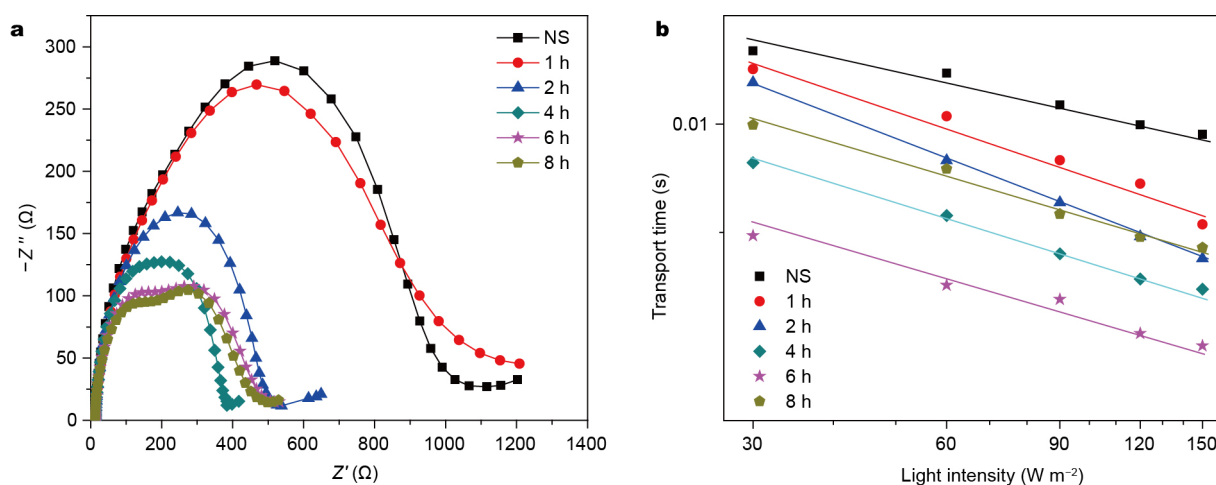 a
300
250
200
150
100
50
0
−Z″ (Ω)
0 200 400 600 800 1000 1200 1400
Z′ (Ω)
NS
1 h
2 h
4 h
6 h
8 h
b
0.01
Transport time (s)
NS
1 h
2 h
4 h
6 h
8 h
30 60 90 120 150
Light intensity (W m⁻²)